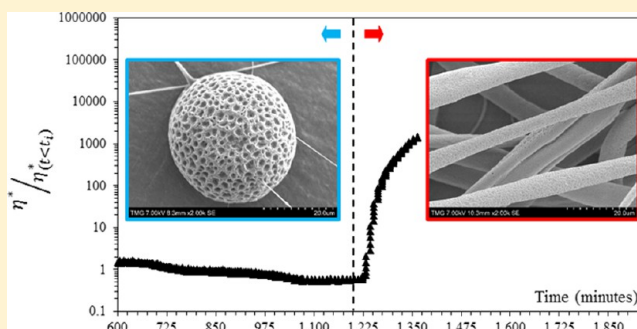 1000000
100000
10000
1000
100
10
1
0.1
η*/η*(t<ti)
TMG 7.00kV 8.3mm x2.00k SE 20.0um
TMG 7.00kV 10.3mm x2.00k SE 20.0um
Time (minutes)
600 725 850 975 1,100 1,225 1,350 1,475 1,600 1,725 1,850